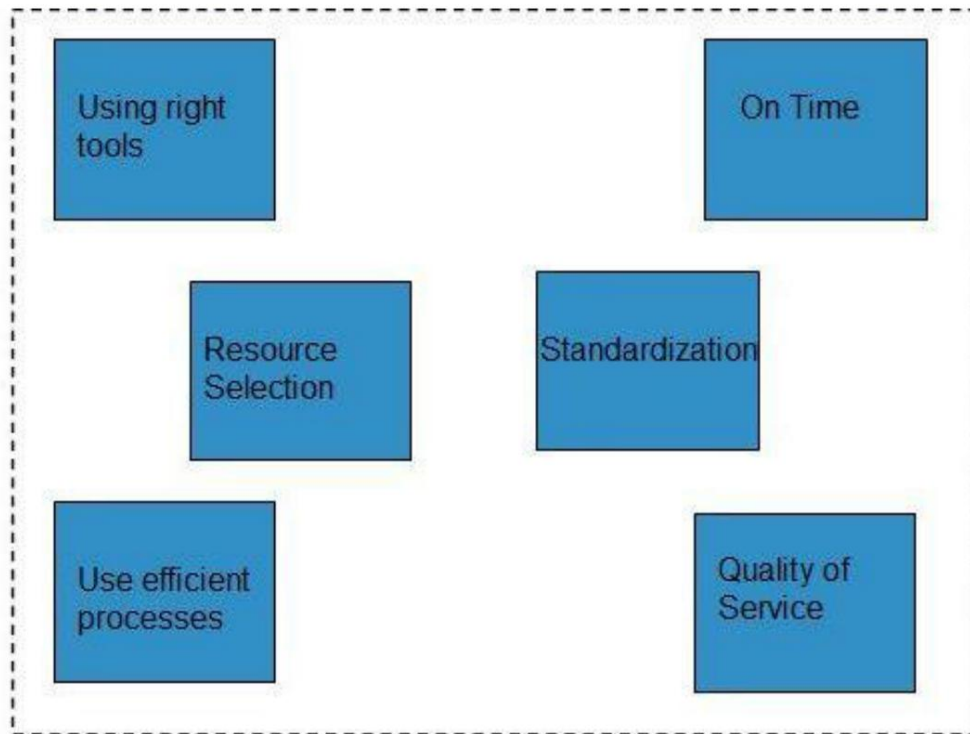 Using right
tools
On Time
Resource
Selection
Standardization
Use efficient
processes
Quality of
Service